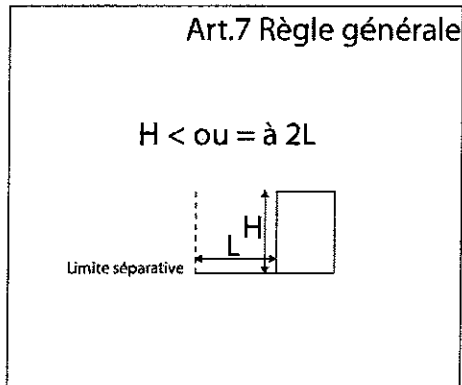 Art.7 Règle générale
H < ou = à 2L
H
L
Limite séparative